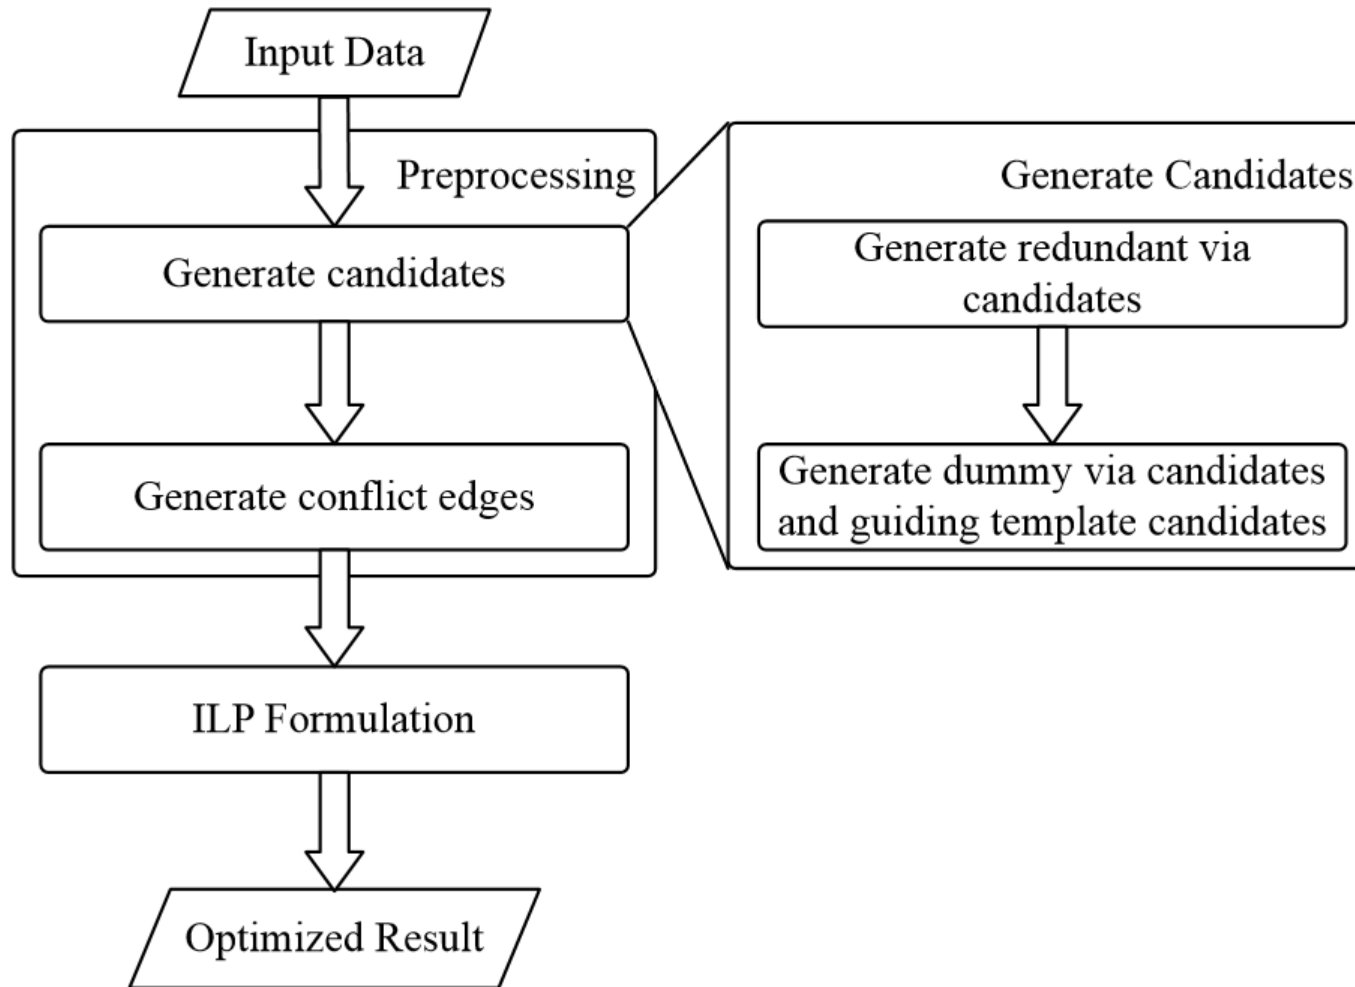 Input Data
Preprocessing
Generate candidates
Generate conflict edges
ILP Formulation
Optimized Result
Generate Candidates
Generate redundant via
candidates
Generate dummy via candidates
and guiding template candidates